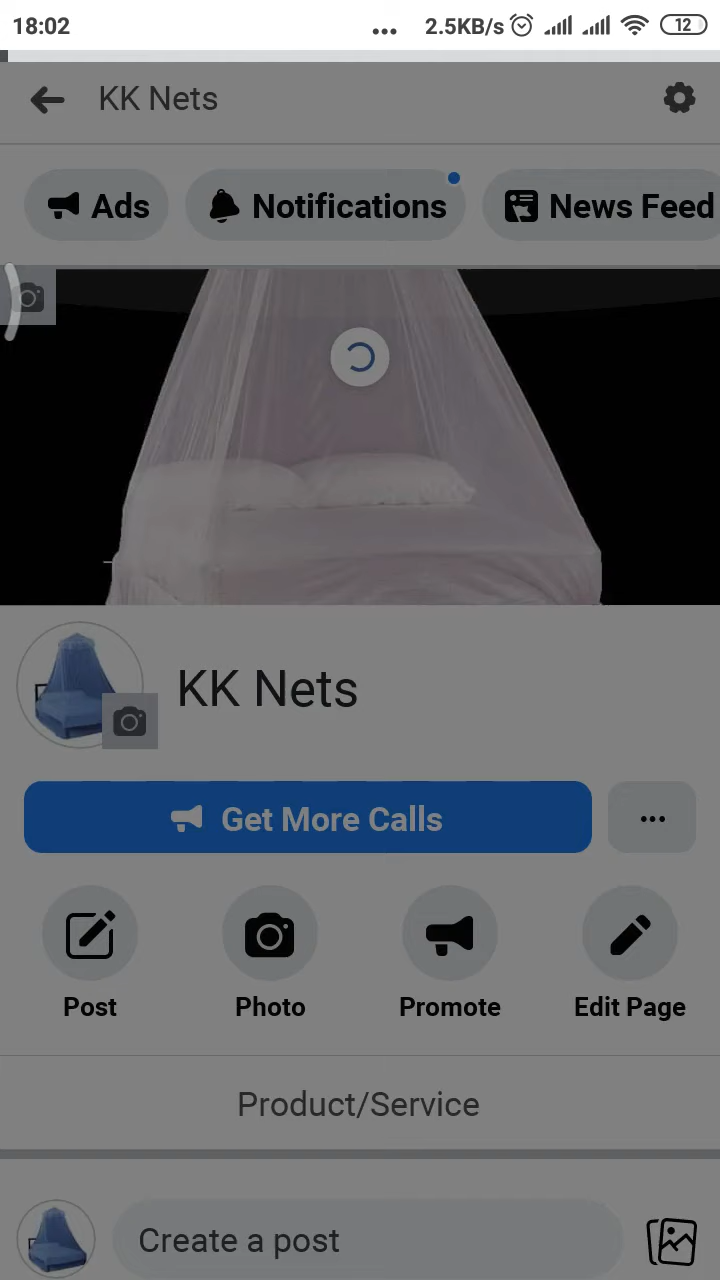 18:02 ... 2.5KB/s 12
KK Nets
Ads Notifications News Feed
KK Nets
Get More Calls ...
Post Photo Promote Edit Page
Product/Service
Create a post